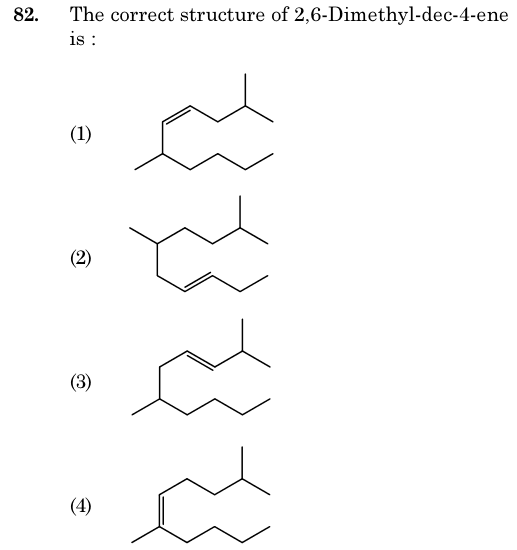 82. The correct structure of 2,6-Dimethyl-dec-4-ene
is :
(1)
(2)
(3)
(4)